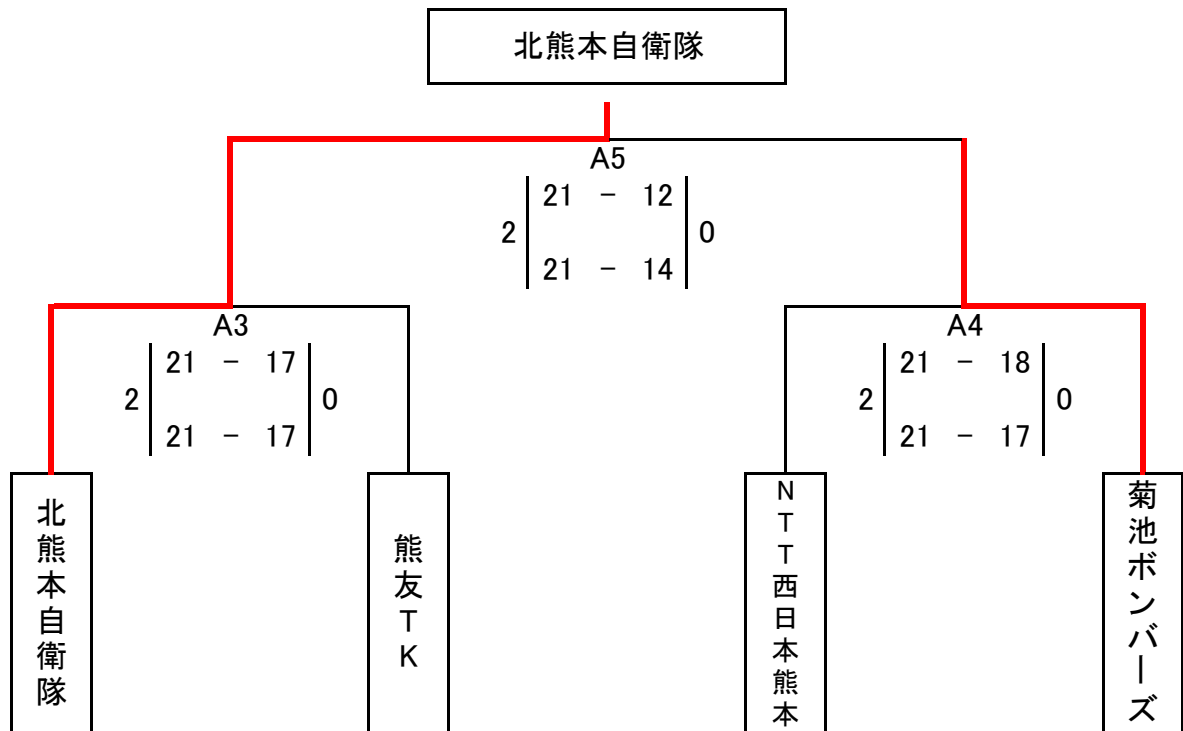 北熊本自衛隊
A5
21 − 12
2 0
21 − 14
A3
21 − 17
2 0
21 − 17
A4
21 − 18
2 0
21 − 17
北熊本自衛隊
熊友TK
NTT西日本熊本
菊池ボンバーズ